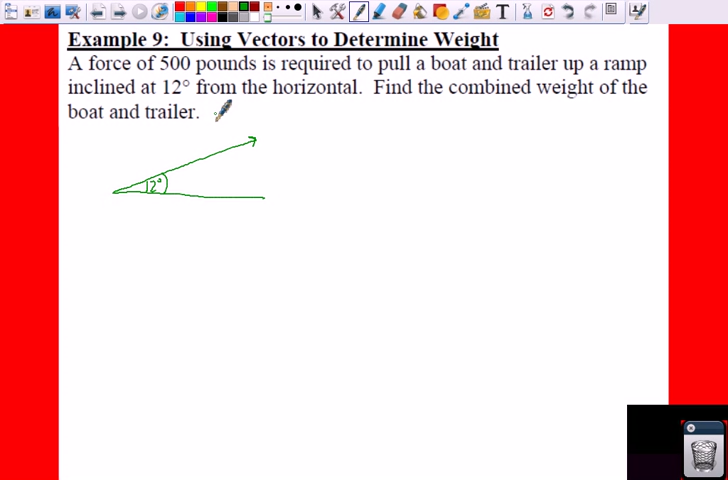 Example 9:  Using Vectors to Determine Weight
A force of 500 pounds is required to pull a boat and trailer up a ramp
inclined at 12° from the horizontal.  Find the combined weight of the
boat and trailer.
12°